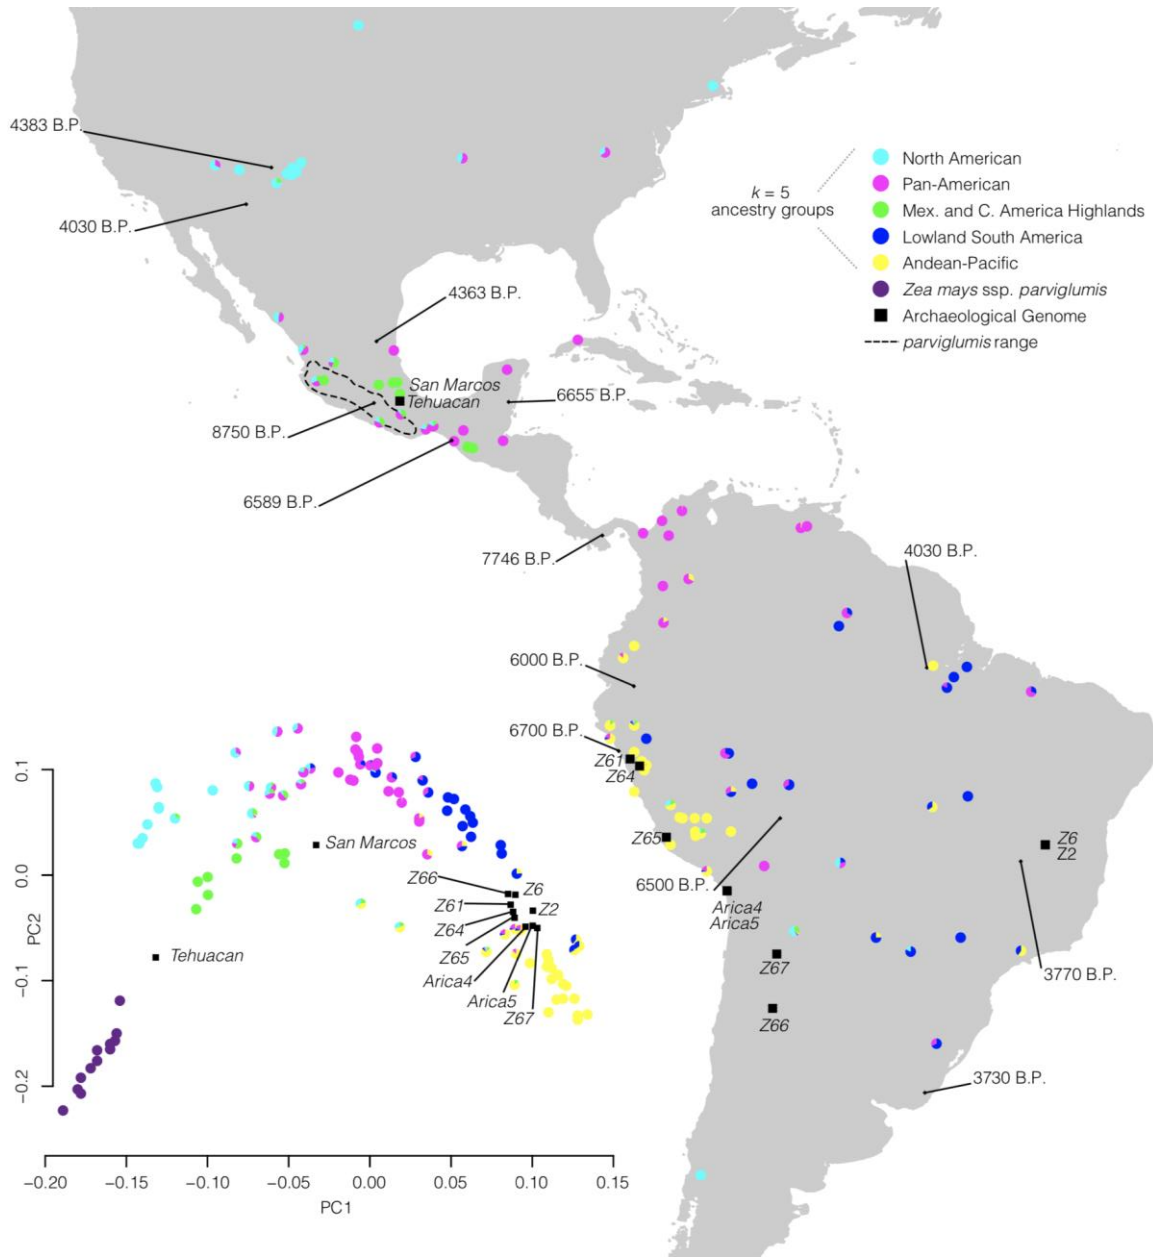 4383 B.P.
4030 B.P.
4363 B.P.
San Marcos
Tehuacan
6655 B.P.
8750 B.P.
6589 B.P.
7746 B.P.
k = 5
ancestry groups
North American
Pan-American
Mex. and C. America Highlands
Lowland South America
Andean-Pacific
Zea mays ssp. parviglumis
Archaeological Genome
parviglumis range
4030 B.P.
6000 B.P.
6700 B.P.
Z61
Z64
Z65
6500 B.P.
Arica4
Arica5
Z6
Z2
3770 B.P.
Z67
Z66
3730 B.P.
0.1
0.0
−0.1
−0.2
PC2
San Marcos
Z66
Z6
Z61
Z2
Z64
Z65
Arica4
Arica5
Z67
Tehuacan
−0.20
−0.15
−0.10
−0.05
0.00
0.05
0.10
0.15
PC1